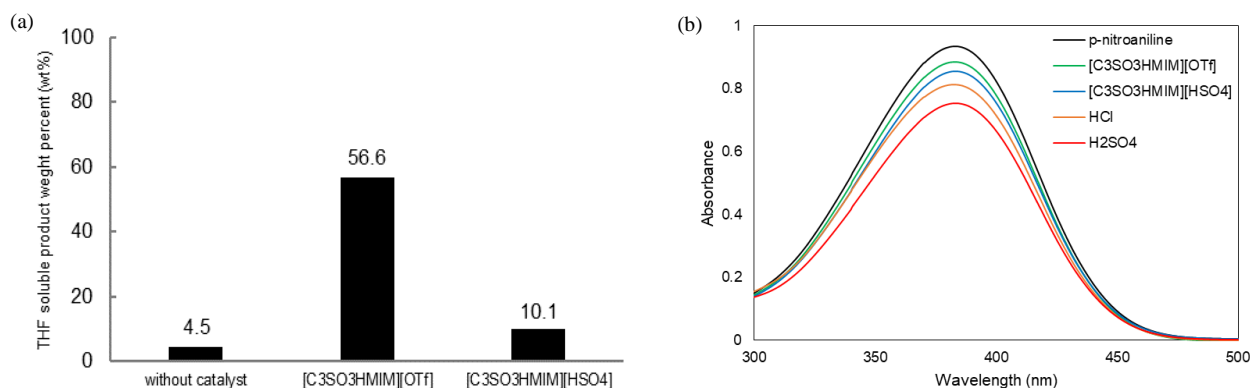 (a)
THF soluble product weght percent (wt%)
100
80
60
40
20
0
4.5
56.6
10.1
without catalyst
[C3SO3HMIM][OTf]
[C3SO3HMIM][HSO4]
(b)
Absorbance
1
0.8
0.6
0.4
0.2
0
p-nitroaniline
[C3SO3HMIM][OTf]
[C3SO3HMIM][HSO4]
HCl
H2SO4
300
350
400
450
500
Wavelength (nm)